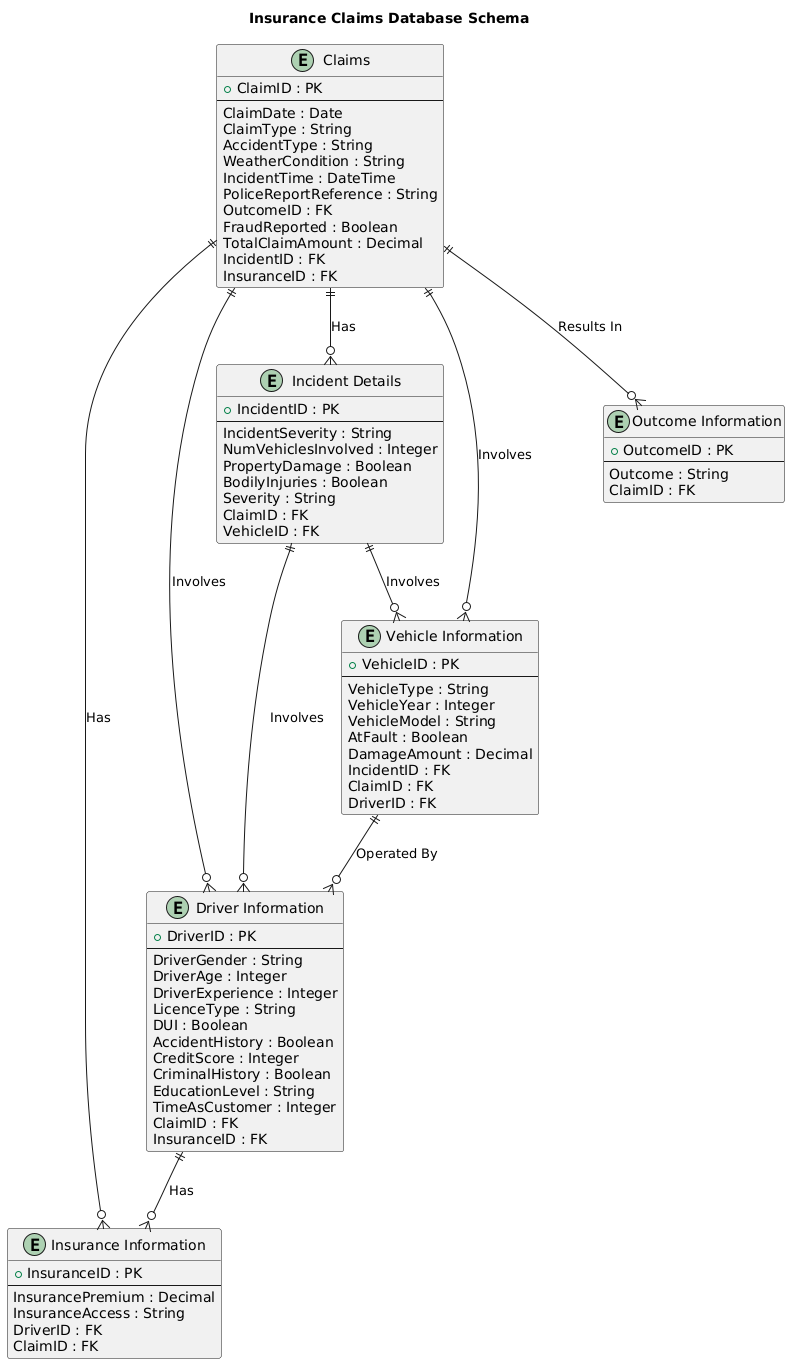 Insurance Claims Database Schema
E Claims
ClaimID : PK
ClaimDate : Date
ClaimType : String
AccidentType : String
WeatherCondition : String
IncidentTime : DateTime
PoliceReportReference : String
OutcomeID : FK
FraudReported : Boolean
TotalClaimAmount : Decimal
IncidentID : FK
InsuranceID : FK
Has
Results In
E Incident Details
IncidentID : PK
IncidentSeverity : String
NumVehiclesInvolved : Integer
PropertyDamage : Boolean
BodilyInjuries : Boolean
Severity : String
ClaimID : FK
VehicleID : FK
Involves
E Outcome Information
OutcomeID : PK
Outcome : String
ClaimID : FK
Involves
Involves
E Vehicle Information
VehicleID : PK
VehicleType : String
VehicleYear : Integer
VehicleModel : String
AtFault : Boolean
DamageAmount : Decimal
IncidentID : FK
ClaimID : FK
DriverID : FK
Has
Involves
Operated By
E Driver Information
DriverID : PK
DriverGender : String
DriverAge : Integer
DriverExperience : Integer
LicenceType : String
DUI : Boolean
AccidentHistory : Boolean
CreditScore : Integer
CriminalHistory : Boolean
EducationLevel : String
TimeAsCustomer : Integer
ClaimID : FK
InsuranceID : FK
Has
E Insurance Information
InsuranceID : PK
InsurancePremium : Decimal
InsuranceAccess : String
DriverID : FK
ClaimID : FK